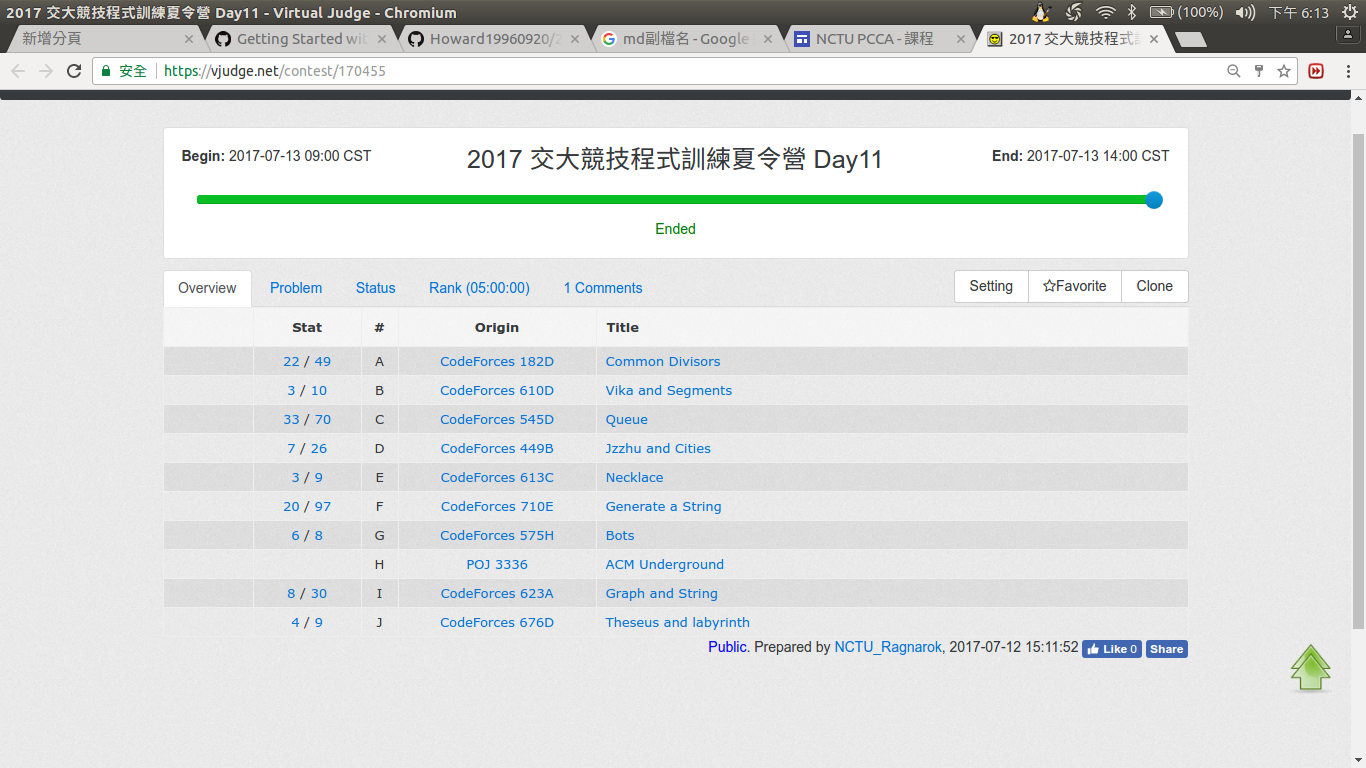 2017 交大競技程式訓練夏令營 Day11 - Virtual Judge - Chromium (100%) 下午 6:13
新增分頁 Getting Started wit Howard19960920/2 md副檔名 - Google NCTU PCCA - 課程 2017 交大競技程式
安全 https://vjudge.net/contest/170455
Begin: 2017-07-13 09:00 CST 2017 交大競技程式訓練夏令營 Day11 End: 2017-07-13 14:00 CST
Ended
Overview Problem Status Rank (05:00:00) 1 Comments Setting ☆Favorite Clone
Stat # Origin Title
22 / 49 A CodeForces 182D Common Divisors
3 / 10 B CodeForces 610D Vika and Segments
33 / 70 C CodeForces 545D Queue
7 / 26 D CodeForces 449B Jzzhu and Cities
3 / 9 E CodeForces 613C Necklace
20 / 97 F CodeForces 710E Generate a String
6 / 8 G CodeForces 575H Bots
H POJ 3336 ACM Underground
8 / 30 I CodeForces 623A Graph and String
4 / 9 J CodeForces 676D Theseus and labyrinth
Public. Prepared by NCTU_Ragnarok, 2017-07-12 15:11:52 Like 0 Share